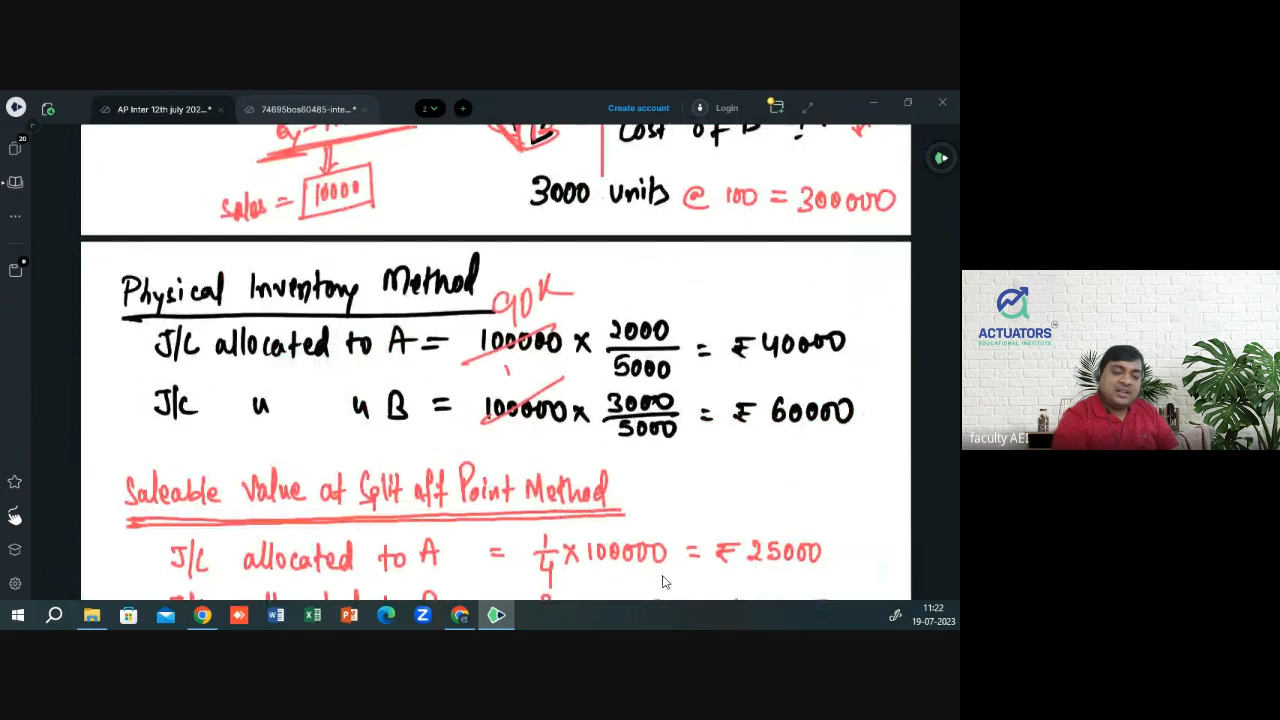 AP Inter 12th july 202...*
74695bos60485-inte...*
2
Create account
Login
20
Cost of B = ?
3000 units @ 100 = 300000
sales = 10000
Physical Inventory Method
90K
J/C allocated to A = 100000 × 2000/5000 = ₹ 40000
J/C " " B = 100000 × 3000/5000 = ₹ 60000
Saleable Value at Split off Point Method
J/C allocated to A = 1/4 × 100000 = ₹ 25000
ACTUATORS
EDUCATIONAL INSTITUTE
faculty AEI
11:22
19-07-2023